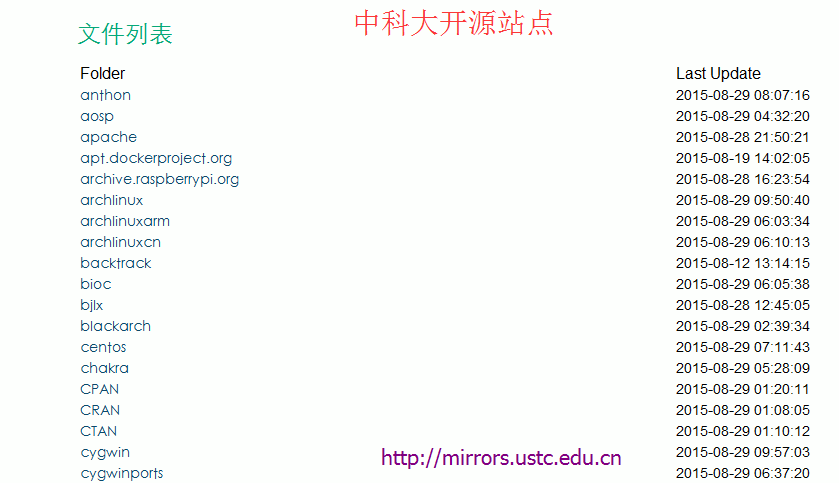 中科大开源站点
文件列表
Folder Last Update
anthon 2015-08-29 08:07:16
aosp 2015-08-29 04:32:20
apache 2015-08-28 21:50:21
apt.dockerproject.org 2015-08-19 14:02:05
archive.raspberrypi.org 2015-08-28 16:23:54
archlinux 2015-08-29 09:50:40
archlinuxarm 2015-08-29 06:03:34
archlinuxcn 2015-08-29 06:10:13
backtrack 2015-08-12 13:14:15
bioc 2015-08-29 06:05:38
bjlx 2015-08-28 12:45:05
blackarch 2015-08-29 02:39:34
centos 2015-08-29 07:11:43
chakra 2015-08-29 05:28:09
CPAN 2015-08-29 01:20:11
CRAN 2015-08-29 01:08:05
CTAN 2015-08-29 01:10:12
cygwin 2015-08-29 09:57:03
http://mirrors.ustc.edu.cn
cygwinports 2015-08-29 06:37:20